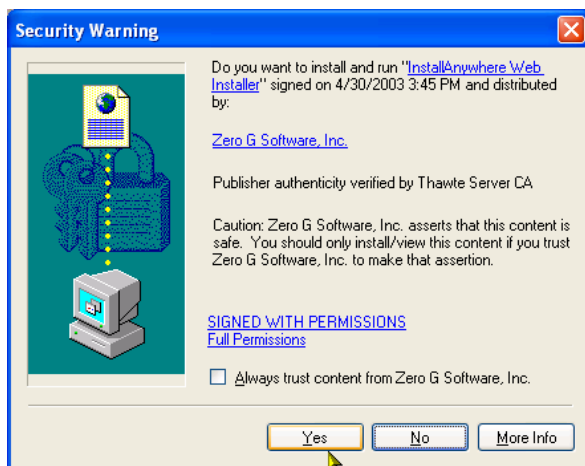 Security Warning
Do you want to install and run "InstallAnywhere Web
Installer" signed on 4/30/2003 3:45 PM and distributed
by:
Zero G Software, Inc.
Publisher authenticity verified by Thawte Server CA
Caution: Zero G Software, Inc. asserts that this content is
safe. You should only install/view this content if you trust
Zero G Software, Inc. to make that assertion.
SIGNED WITH PERMISSIONS
Full Permissions
Always trust content from Zero G Software, Inc.
Yes No More Info